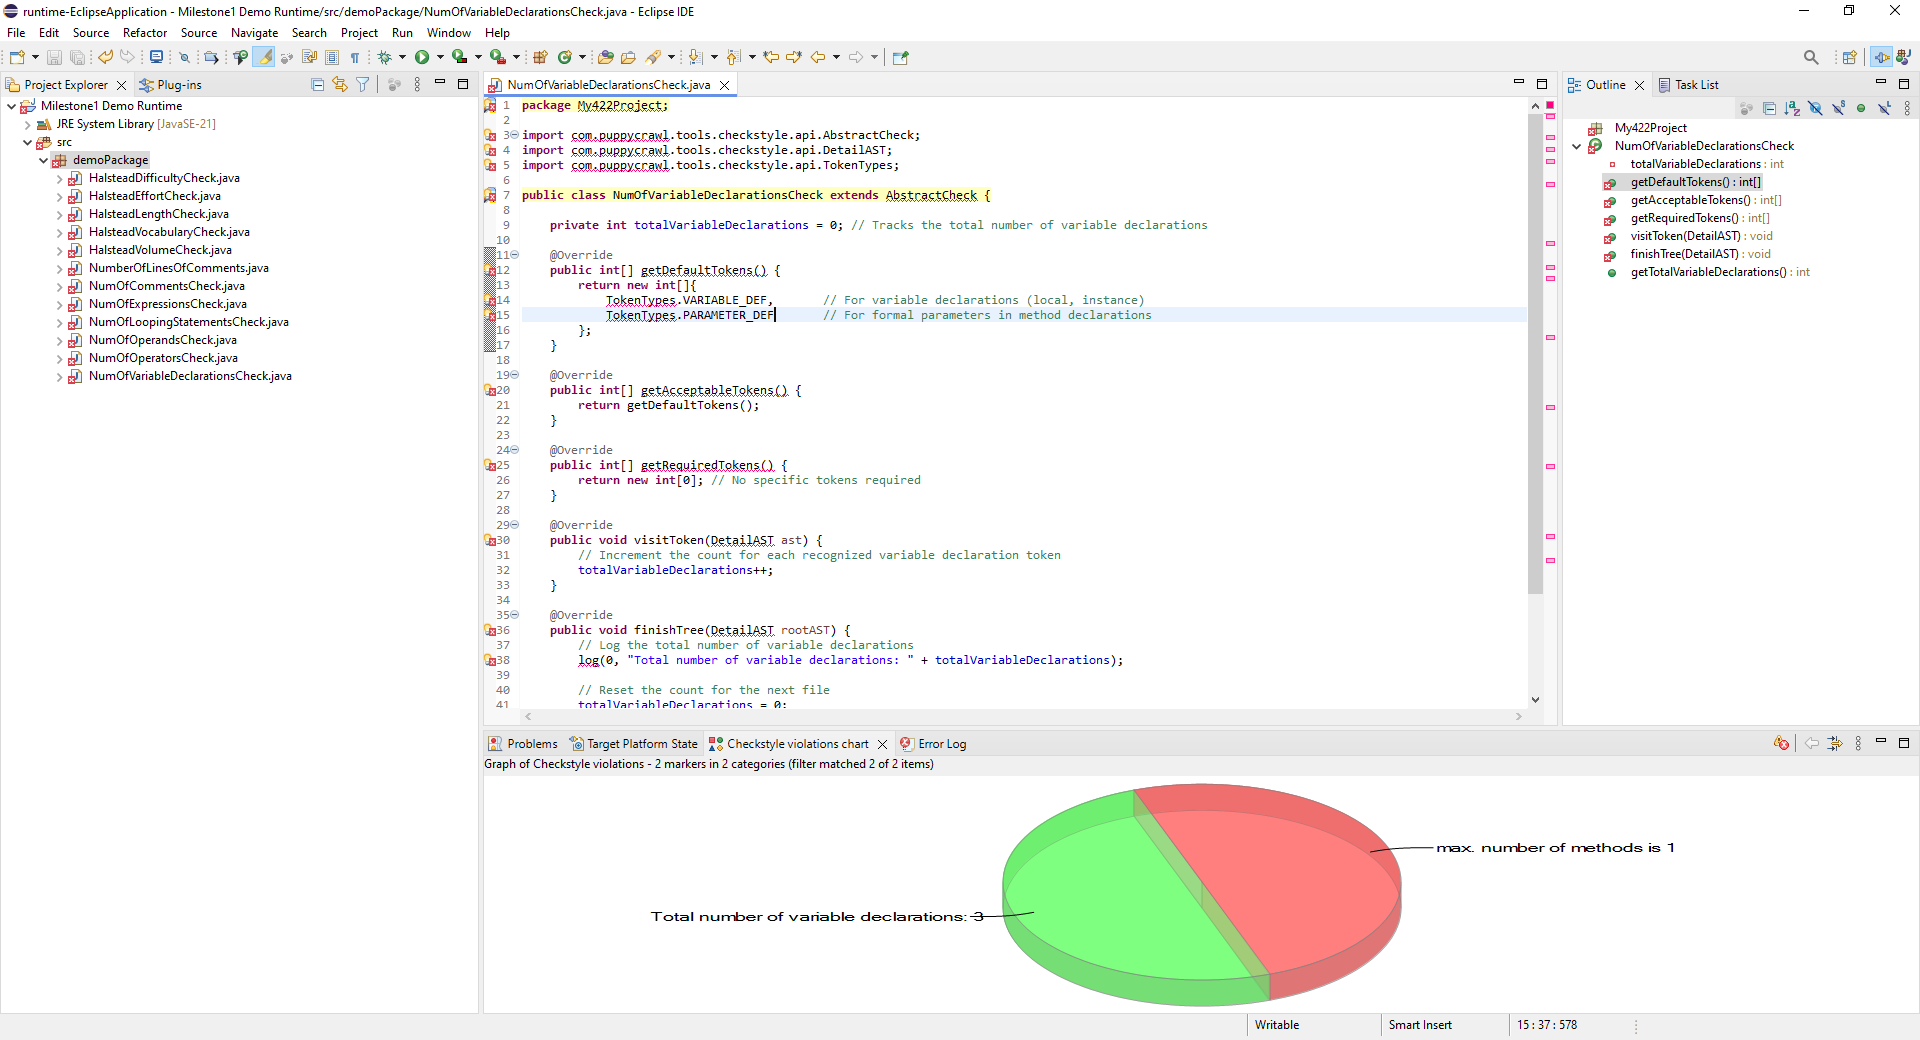 runtime-EclipseApplication - Milestone1 Demo Runtime/src/demoPackage/NumOfVariableDeclarationsCheck.java - Eclipse IDE
File Edit Source Refactor Source Navigate Search Project Run Window Help
Project Explorer Plug-ins
Milestone1 Demo Runtime
JRE System Library [JavaSE-21]
src
demoPackage
HalsteadDifficultyCheck.java
HalsteadEffortCheck.java
HalsteadLengthCheck.java
HalsteadVocabularyCheck.java
HalsteadVolumeCheck.java
NumberOfLinesOfComments.java
NumOfCommentsCheck.java
NumOfExpressionsCheck.java
NumOfLoopingStatementsCheck.java
NumOfOperandsCheck.java
NumOfOperatorsCheck.java
NumOfVariableDeclarationsCheck.java
NumOfVariableDeclarationsCheck.java
1 package My422Project;
2
3 import com.puppycrawl.tools.checkstyle.api.AbstractCheck;
4 import com.puppycrawl.tools.checkstyle.api.DetailAST;
5 import com.puppycrawl.tools.checkstyle.api.TokenTypes;
6
7 public class NumOfVariableDeclarationsCheck extends AbstractCheck {
8
9 private int totalVariableDeclarations = 0; // Tracks the total number of variable declarations
10
11 @Override
12 public int[] getDefaultTokens() {
13 return new int[]{
14 TokenTypes.VARIABLE_DEF, // For variable declarations (local, instance)
15 TokenTypes.PARAMETER_DEF // For formal parameters in method declarations
16 };
17 }
18
19 @Override
20 public int[] getAcceptableTokens() {
21 return getDefaultTokens();
22 }
23
24 @Override
25 public int[] getRequiredTokens() {
26 return new int[0]; // No specific tokens required
27 }
28
29 @Override
30 public void visitToken(DetailAST ast) {
31 // Increment the count for each recognized variable declaration token
32 totalVariableDeclarations++;
33 }
34
35 @Override
36 public void finishTree(DetailAST rootAST) {
37 // Log the total number of variable declarations
38 log(0, "Total number of variable declarations: " + totalVariableDeclarations);
39
40 // Reset the count for the next file
41 totalVariableDeclarations = 0;
Outline Task List
My422Project
NumOfVariableDeclarationsCheck
totalVariableDeclarations : int
getDefaultTokens() : int[]
getAcceptableTokens() : int[]
getRequiredTokens() : int[]
visitToken(DetailAST) : void
finishTree(DetailAST) : void
getTotalVariableDeclarations() : int
Problems Target Platform State Checkstyle violations chart Error Log
Graph of Checkstyle violations - 2 markers in 2 categories (filter matched 2 of 2 items)
max. number of methods is 1
Total number of variable declarations: 3
Writable Smart Insert 15 : 37 : 578